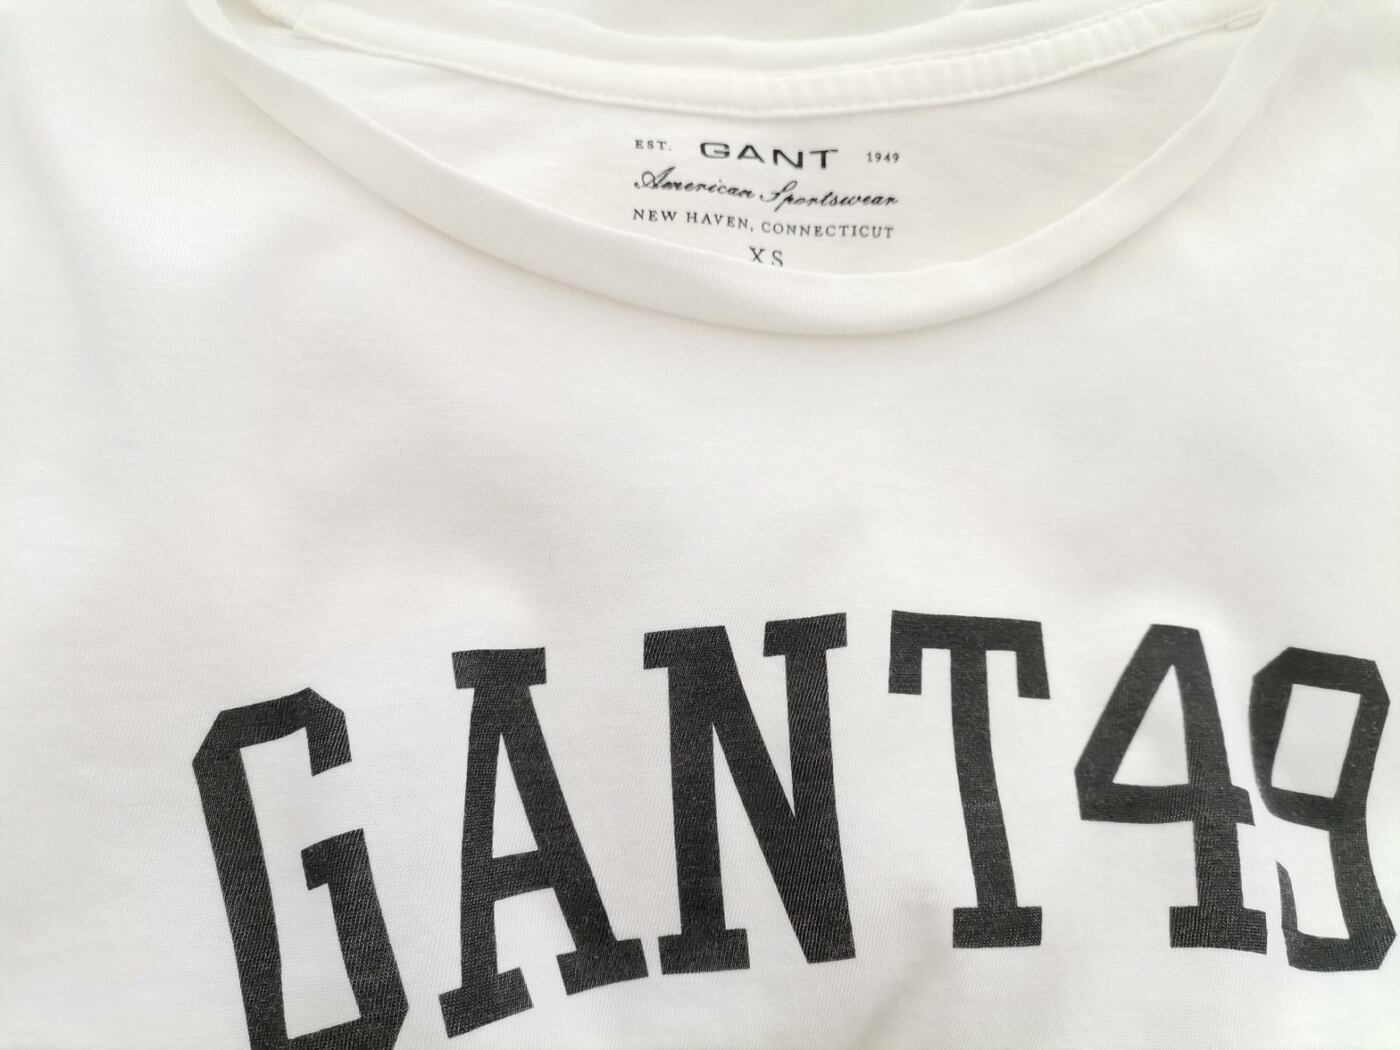 EST. GANT 1949
American Sportswear
NEW HAVEN, CONNECTICUT
XS
GANT49